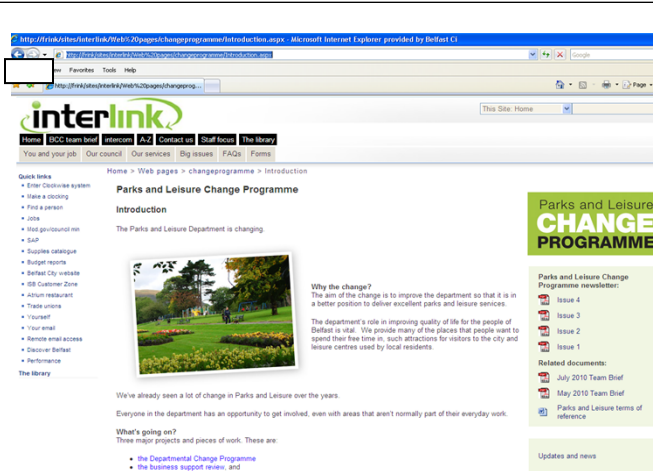 http://frink/sites/interlink/Web%20pages/changeprogramme/Introduction.aspx - Microsoft Internet Explorer provided by Belfast Ci
http://frink/sites/interlink/Web%20pages/changeprogramme/Introduction.aspx
Google
Favorites Tools Help
http://frink/sites/interlink/Web%20pages/changeprog...
Page
interlink
This Site: Home
Home BCC team brief intercom A-Z Contact us Staff focus The library
You and your job Our council Our services Big issues FAQs Forms
Home > Web pages > changeprogramme > Introduction
Quick links
Enter Clockwise system
Make a clocking
Find a person
Jobs
Mod.gov/council min
SAP
Supplies catalogue
Budget reports
Belfast City website
ISB Customer Zone
Atrium restaurant
Trade unions
Yourself
Your email
Remote email access
Discover Belfast
Performance
The library
Parks and Leisure Change Programme
Introduction
The Parks and Leisure Department is changing.
Why the change?
The aim of the change is to improve the department so that it is in
a better position to deliver excellent parks and leisure services.
The department's role in improving quality of life for the people of
Belfast is vital. We provide many of the places that people want to
spend their free time in, such attractions for visitors to the city and
leisure centres used by local residents.
We've already seen a lot of change in Parks and Leisure over the years.
Everyone in the department has an opportunity to get involved, even with areas that aren't normally part of their everyday work.
What's going on?
Three major projects and pieces of work. These are:
the Departmental Change Programme
the business support review, and
Parks and Leisure
CHANGE
PROGRAMME
Parks and Leisure Change
Programme newsletter:
Issue 4
Issue 3
Issue 2
Issue 1
Related documents:
July 2010 Team Brief
May 2010 Team Brief
Parks and Leisure terms of
reference
Updates and news